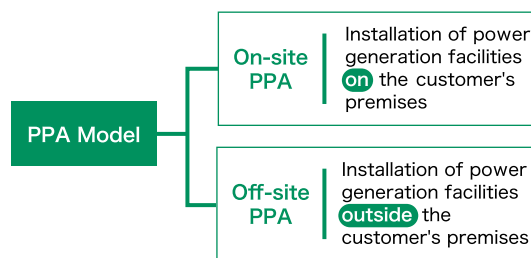 PPA Model
On-site
PPA
Installation of power
generation facilities
on the customer's
premises
Off-site
PPA
Installation of power
generation facilities
outside the
customer's premises